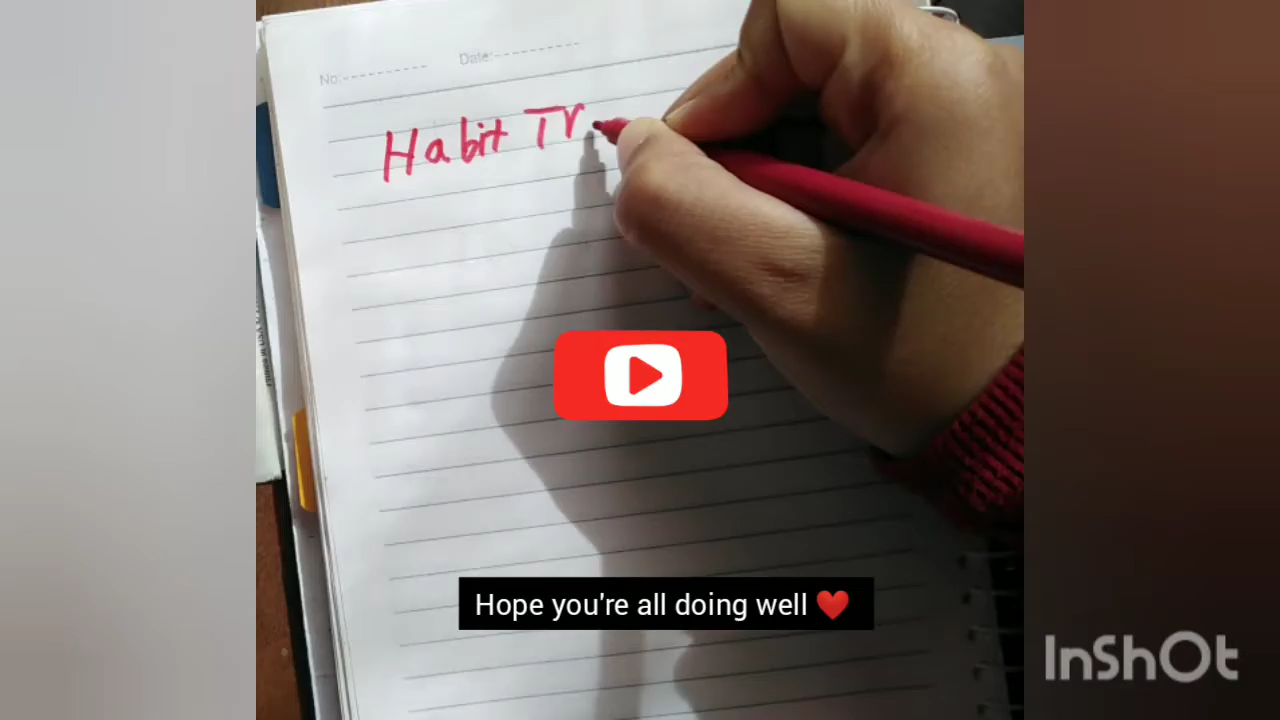 No:---------- Date:----------
Habit Tr
Hope you're all doing well ❤️
InShOt